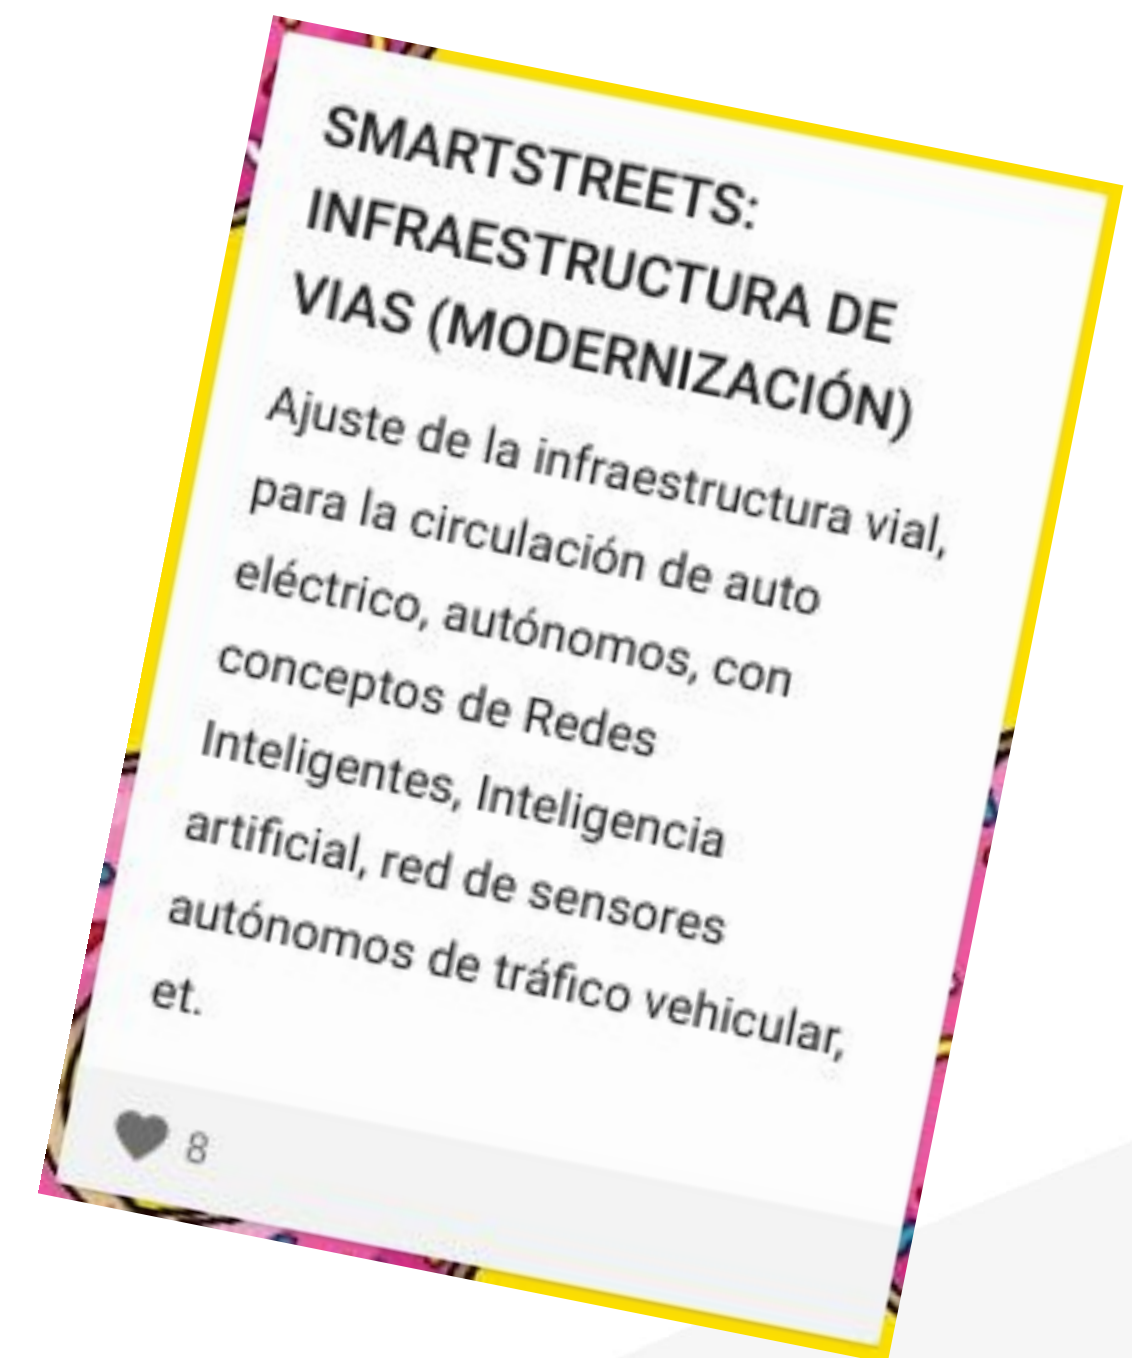 SMARTSTREETS:
INFRAESTRUCTURA DE
VIAS (MODERNIZACIÓN)
Ajuste de la infraestructura vial,
para la circulación de auto
eléctrico, autónomos, con
conceptos de Redes
Inteligentes, Inteligencia
artificial, red de sensores
autónomos de tráfico vehicular,
et.
8